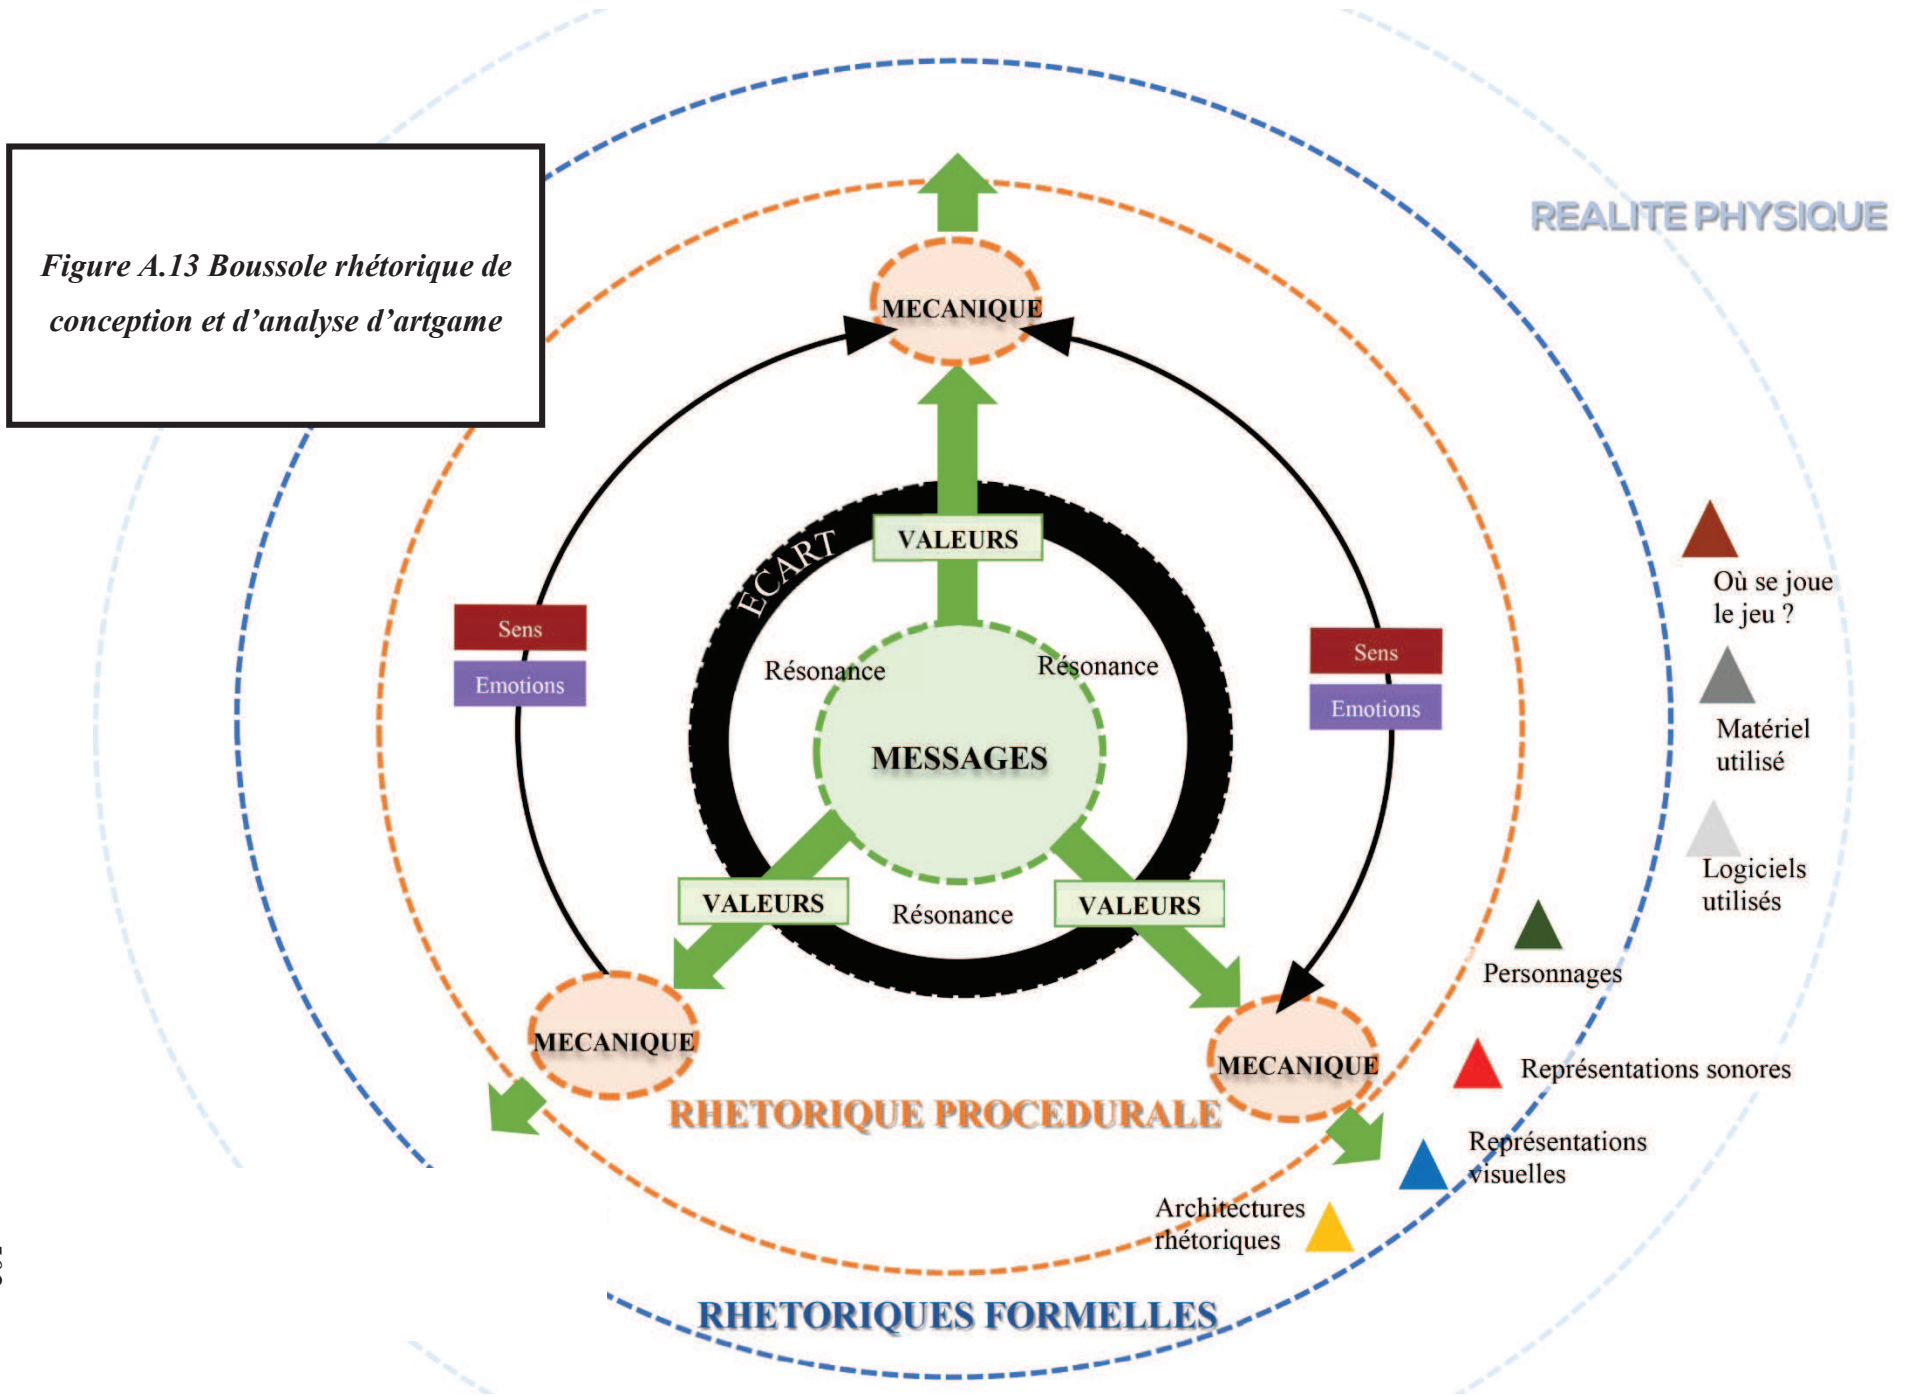 Figure A.13 Boussole rhétorique de
conception et d’analyse d’artgame
REALITE PHYSIQUE
MECANIQUE
ECART
VALEURS
Sens
Emotions
Résonance
Résonance
Sens
Emotions
MESSAGES
VALEURS
Résonance
VALEURS
MECANIQUE
MECANIQUE
RHETORIQUE PROCEDURALE
RHETORIQUES FORMELLES
Où se joue
le jeu ?
Matériel
utilisé
Logiciels
utilisés
Personnages
Représentations sonores
Représentations
visuelles
Architectures
rhétoriques